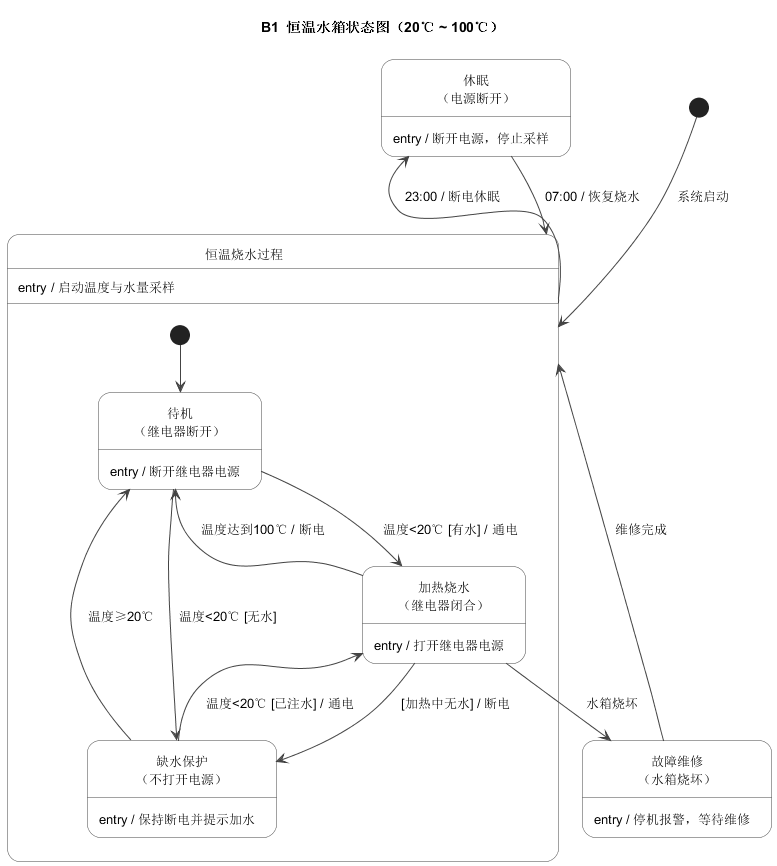 B1 恒温水箱状态图（20℃ ~ 100℃）
休眠
（电源断开）
entry / 断开电源，停止采样
23:00 / 断电休眠
07:00 / 恢复烧水
系统启动
恒温烧水过程
entry / 启动温度与水量采样
待机
（继电器断开）
entry / 断开继电器电源
温度达到100℃ / 断电
温度<20℃ [有水] / 通电
维修完成
加热烧水
（继电器闭合）
entry / 打开继电器电源
温度≥20℃
温度<20℃ [无水]
温度<20℃ [已注水] / 通电
[加热中无水] / 断电
水箱烧坏
缺水保护
（不打开电源）
entry / 保持断电并提示加水
故障维修
（水箱烧坏）
entry / 停机报警，等待维修